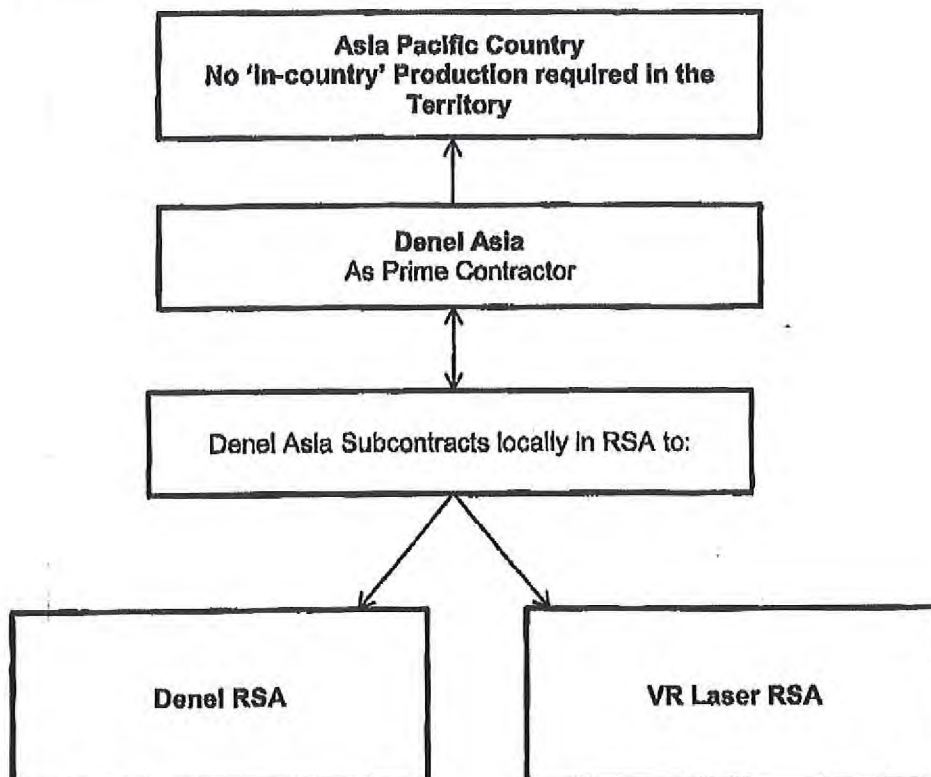 Asia Pacific Country
No 'in-country' Production required in the
Territory
Denel Asia
As Prime Contractor
Denel Asia Subcontracts locally in RSA to:
Denel RSA
VR Laser RSA